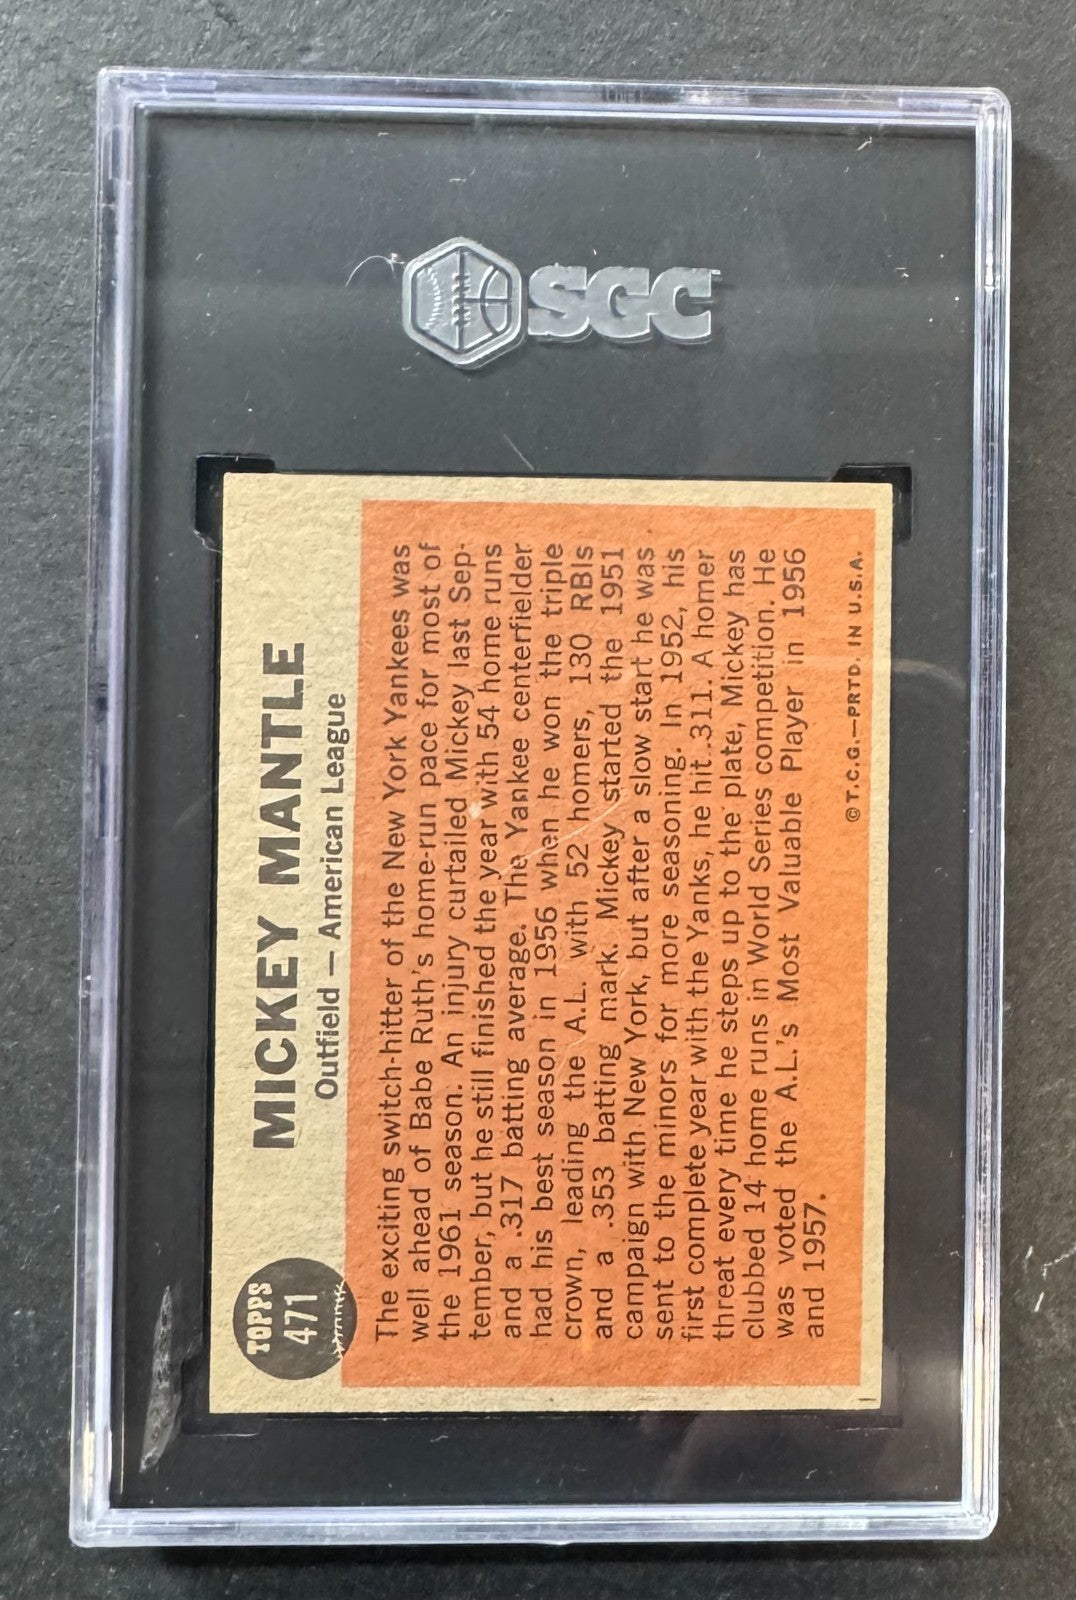 SGC
TOPPS
471
MICKEY MANTLE
Outfield — American League
The exciting switch-hitter of the New York Yankees was
well ahead of Babe Ruth's home-run pace for most of
the 1961 season. An injury curtailed Mickey last Sep-
tember, but he still finished the year with 54 home runs
and a .317 batting average. The Yankee centerfielder
had his best season in 1956 when he won the triple
crown, leading the A.L. with 52 homers, 130 RBIs
and a .353 batting mark. Mickey started the 1951
campaign with New York, but after a slow start he was
sent to the minors for more seasoning. In 1952, his
first complete year with the Yanks, he hit .311. A homer
threat every time he steps up to the plate, Mickey has
clubbed 14 home runs in World Series competition. He
was voted the A.L.'s Most Valuable Player in 1956
and 1957.
© T.C.G.—PRTD. IN U.S.A.